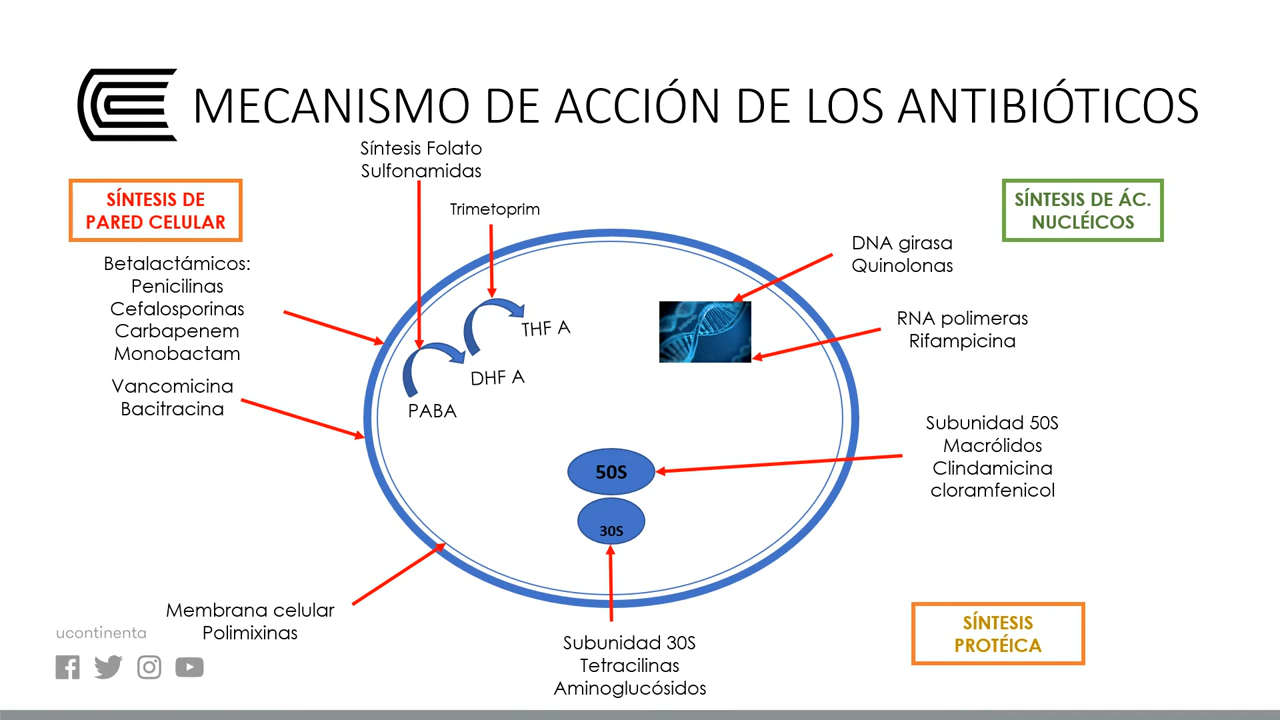 MECANISMO DE ACCIÓN DE LOS ANTIBIÓTICOS
Síntesis Folato
Sulfonamidas
Trimetoprim
SÍNTESIS DE
PARED CELULAR
Betalactámicos:
Penicilinas
Cefalosporinas
Carbapenem
Monobactam
Vancomicina
Bacitracina
THF A
DHF A
PABA
SÍNTESIS DE ÁC.
NUCLÉICOS
DNA girasa
Quinolonas
RNA polimeras
Rifampicina
Subunidad 50S
Macrólidos
Clindamicina
cloramfenicol
50S
30S
Membrana celular
Polimixinas
Subunidad 30S
Tetracilinas
Aminoglucósidos
SÍNTESIS
PROTÉICA
ucontinenta